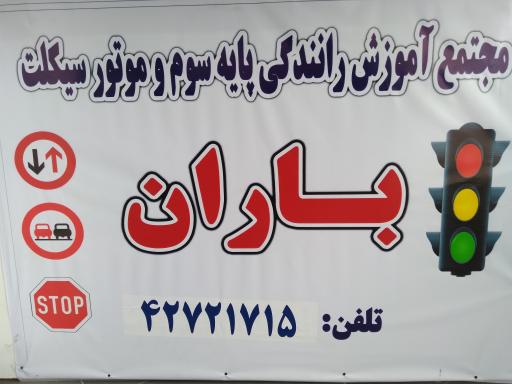 مجتمع آموزش رانندگی پایه سوم و موتور سیکلت
باران
STOP
تلفن: ۴۲۷۲۱۷۱۵